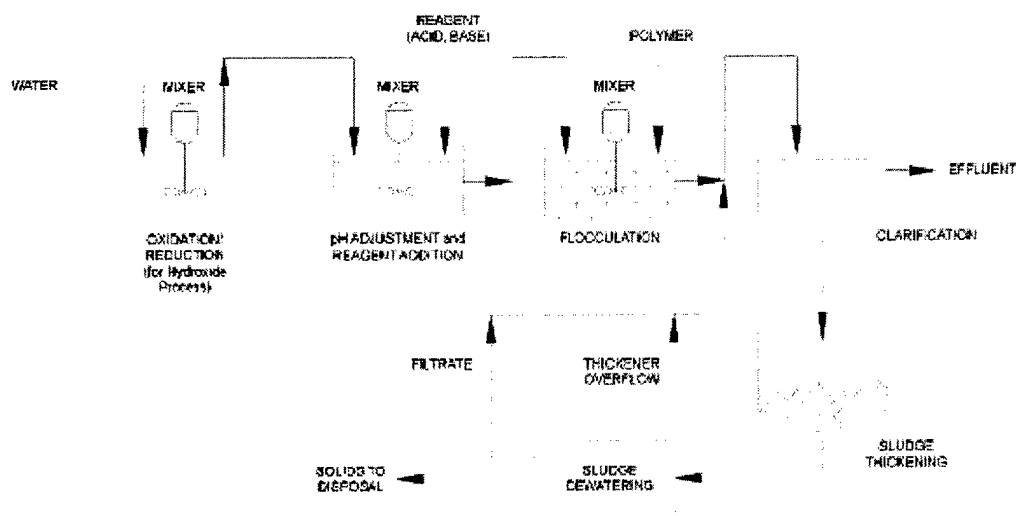 REAGENT
(ACID, BASE)
POLYMER
WATER
MIXER
MIXER
MIXER
EFFLUENT
OXIDATION/
REDUCTION
(for Hydroxide
Process)
pH ADJUSTMENT and
REAGENT ADDITION
FLOCCULATION
CLARIFICATION
FILTRATE
THICKENER
OVERFLOW
SLUDGE
THICKENING
SOLIDS TO
DISPOSAL
SLUDGE
DEWATERING